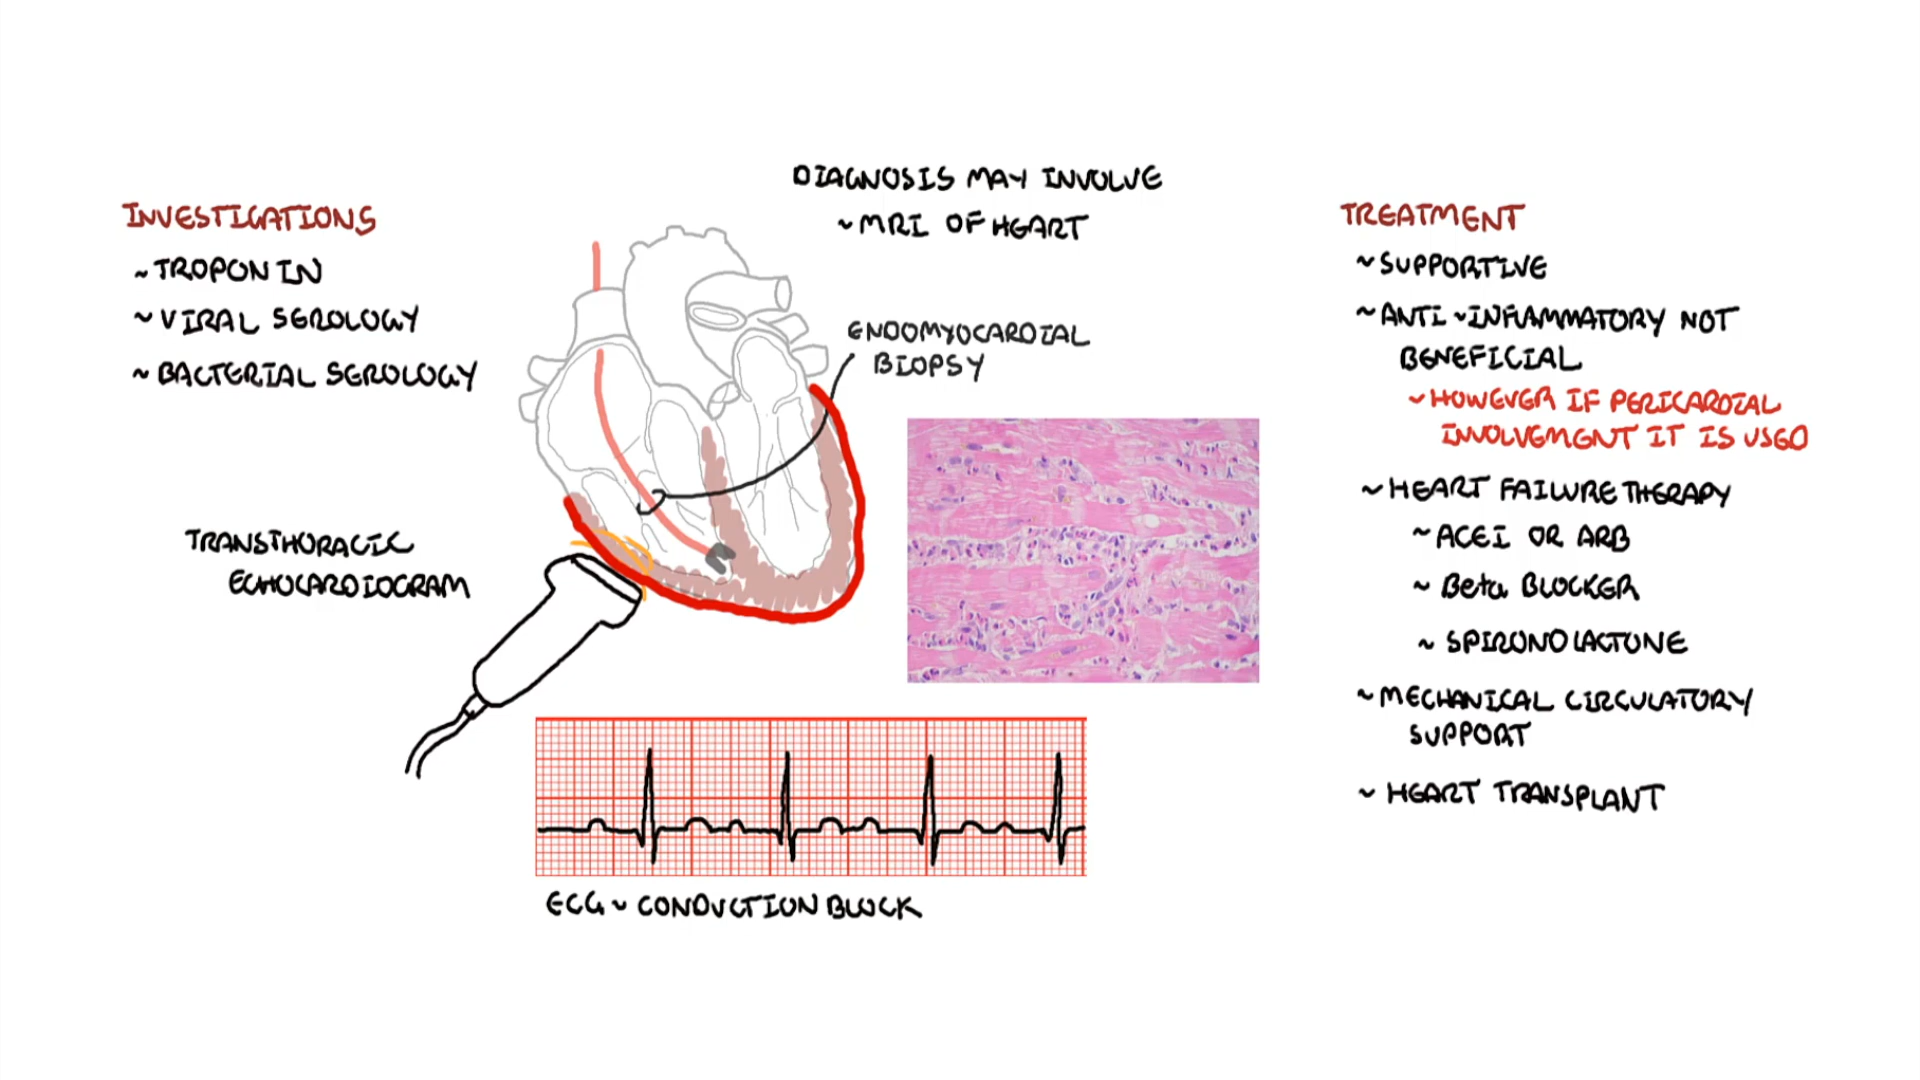 INVESTIGATIONS
~ TROPONIN
~ VIRAL SEROLOGY
~ BACTERIAL SEROLOGY
TRANSTHORACIC
ECHOCARDIOGRAM
DIAGNOSIS MAY INVOLVE
~ MRI OF HEART
ENDOMYOCARDIAL
BIOPSY
ECG ~ CONDUCTION BLOCK
TREATMENT
~ SUPPORTIVE
~ ANTI~INFLAMMATORY NOT
BENEFICIAL
~ HOWEVER IF PERICARDIAL
INVOLVEMENT IT IS USED
~ HEART FAILURE THERAPY
~ ACEI OR ARB
~ Beta BLOCKER
~ SPIRONOLACTONE
~ MECHANICAL CIRCULATORY
SUPPORT
~ HEART TRANSPLANT